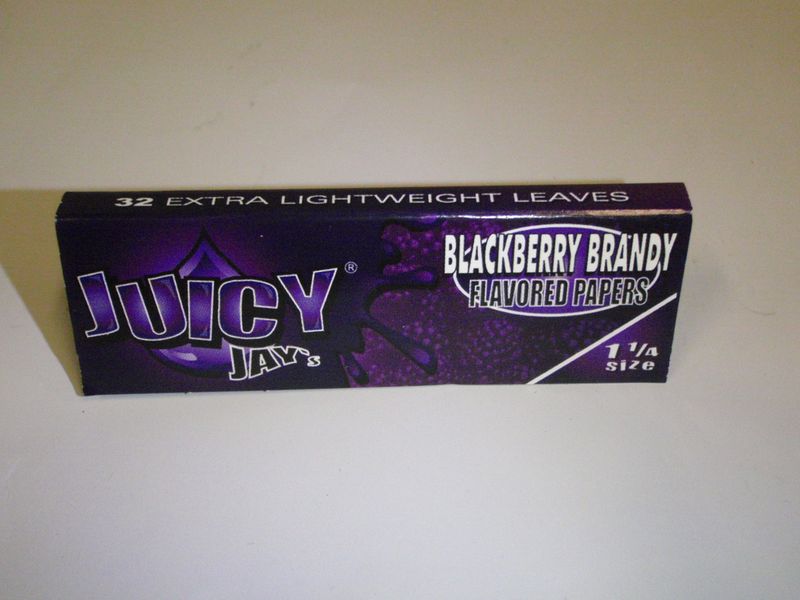 32 EXTRA LIGHTWEIGHT LEAVES
JUICY®
JAY's
BLACKBERRY BRANDY
FLAVORED PAPERS
1 1/4
size